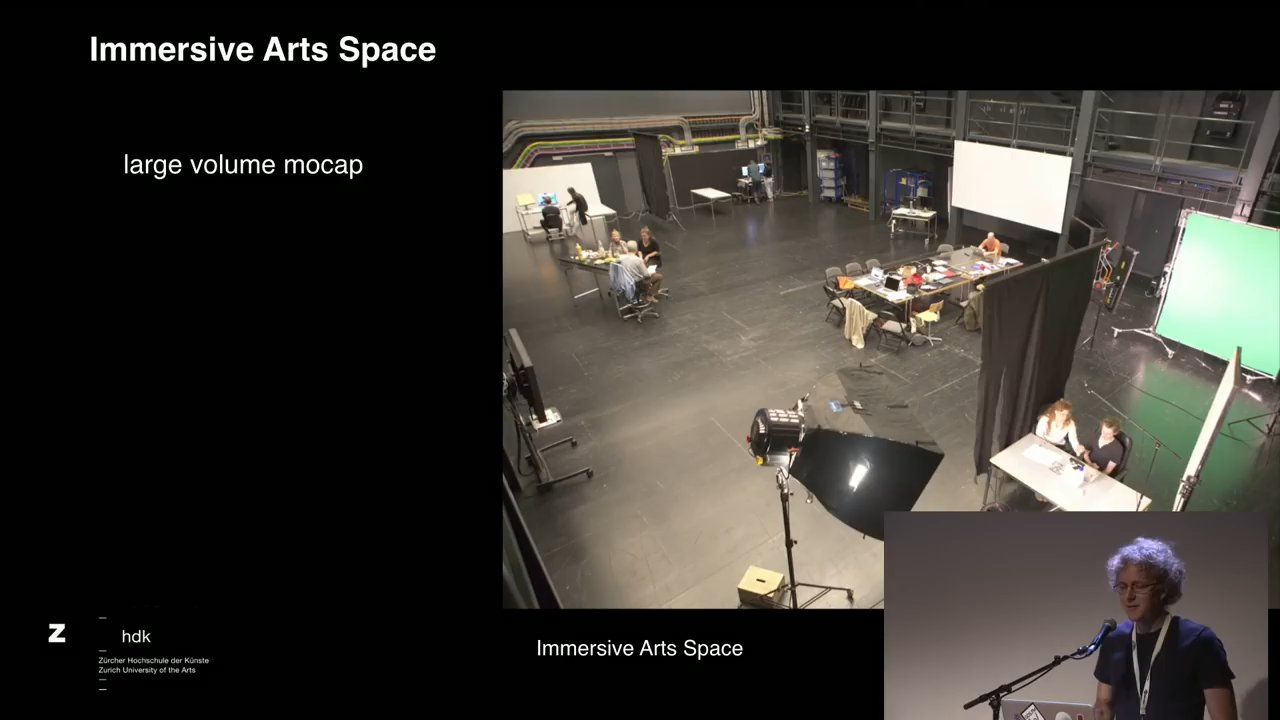 Immersive Arts Space
large volume mocap
Z
hdk
Zürcher Hochschule der Künste
Zurich University of the Arts
Immersive Arts Space